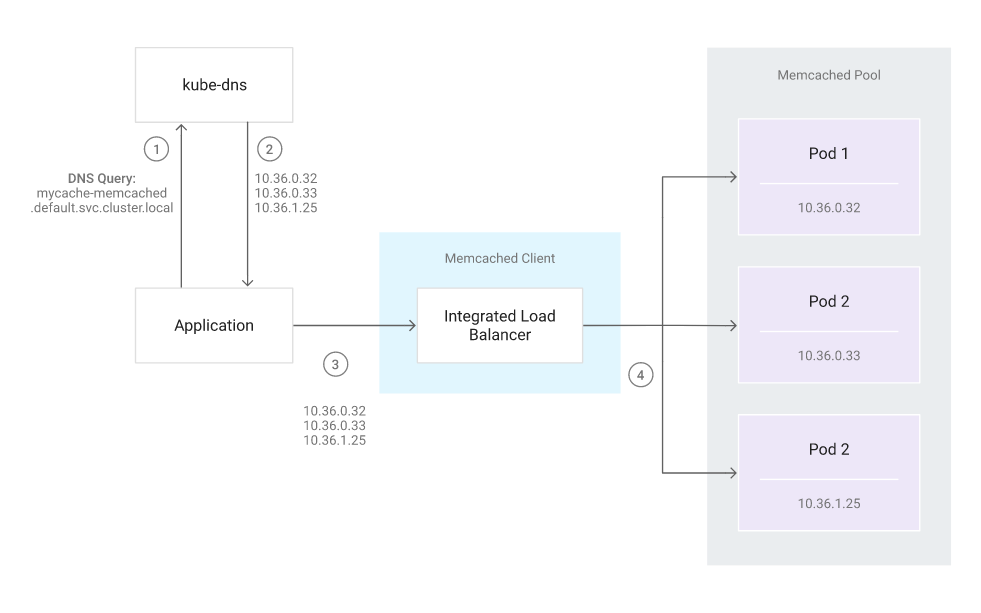 kube-dns
1
2
DNS Query:
mycache-memcached
.default.svc.cluster.local
10.36.0.32
10.36.0.33
10.36.1.25
Application
3
10.36.0.32
10.36.0.33
10.36.1.25
Memcached Client
Integrated Load
Balancer
4
Memcached Pool
Pod 1
10.36.0.32
Pod 2
10.36.0.33
Pod 2
10.36.1.25